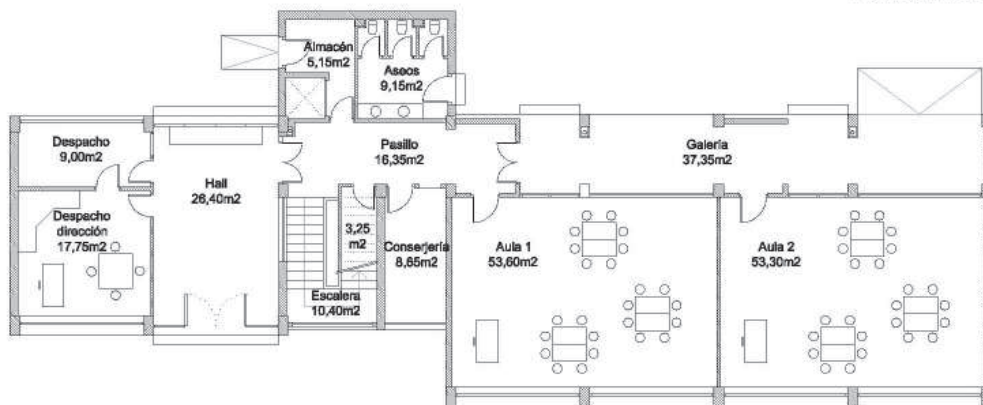 Almacén
5,15m2
Aseos
9,15m2
Despacho
9,00m2
Pasillo
16,35m2
Galería
37,35m2
Hall
26,40m2
Despacho
dirección
17,75m2
3,25
m2
Conserjería
8,65m2
Aula 1
53,60m2
Aula 2
53,30m2
Escalera
10,40m2